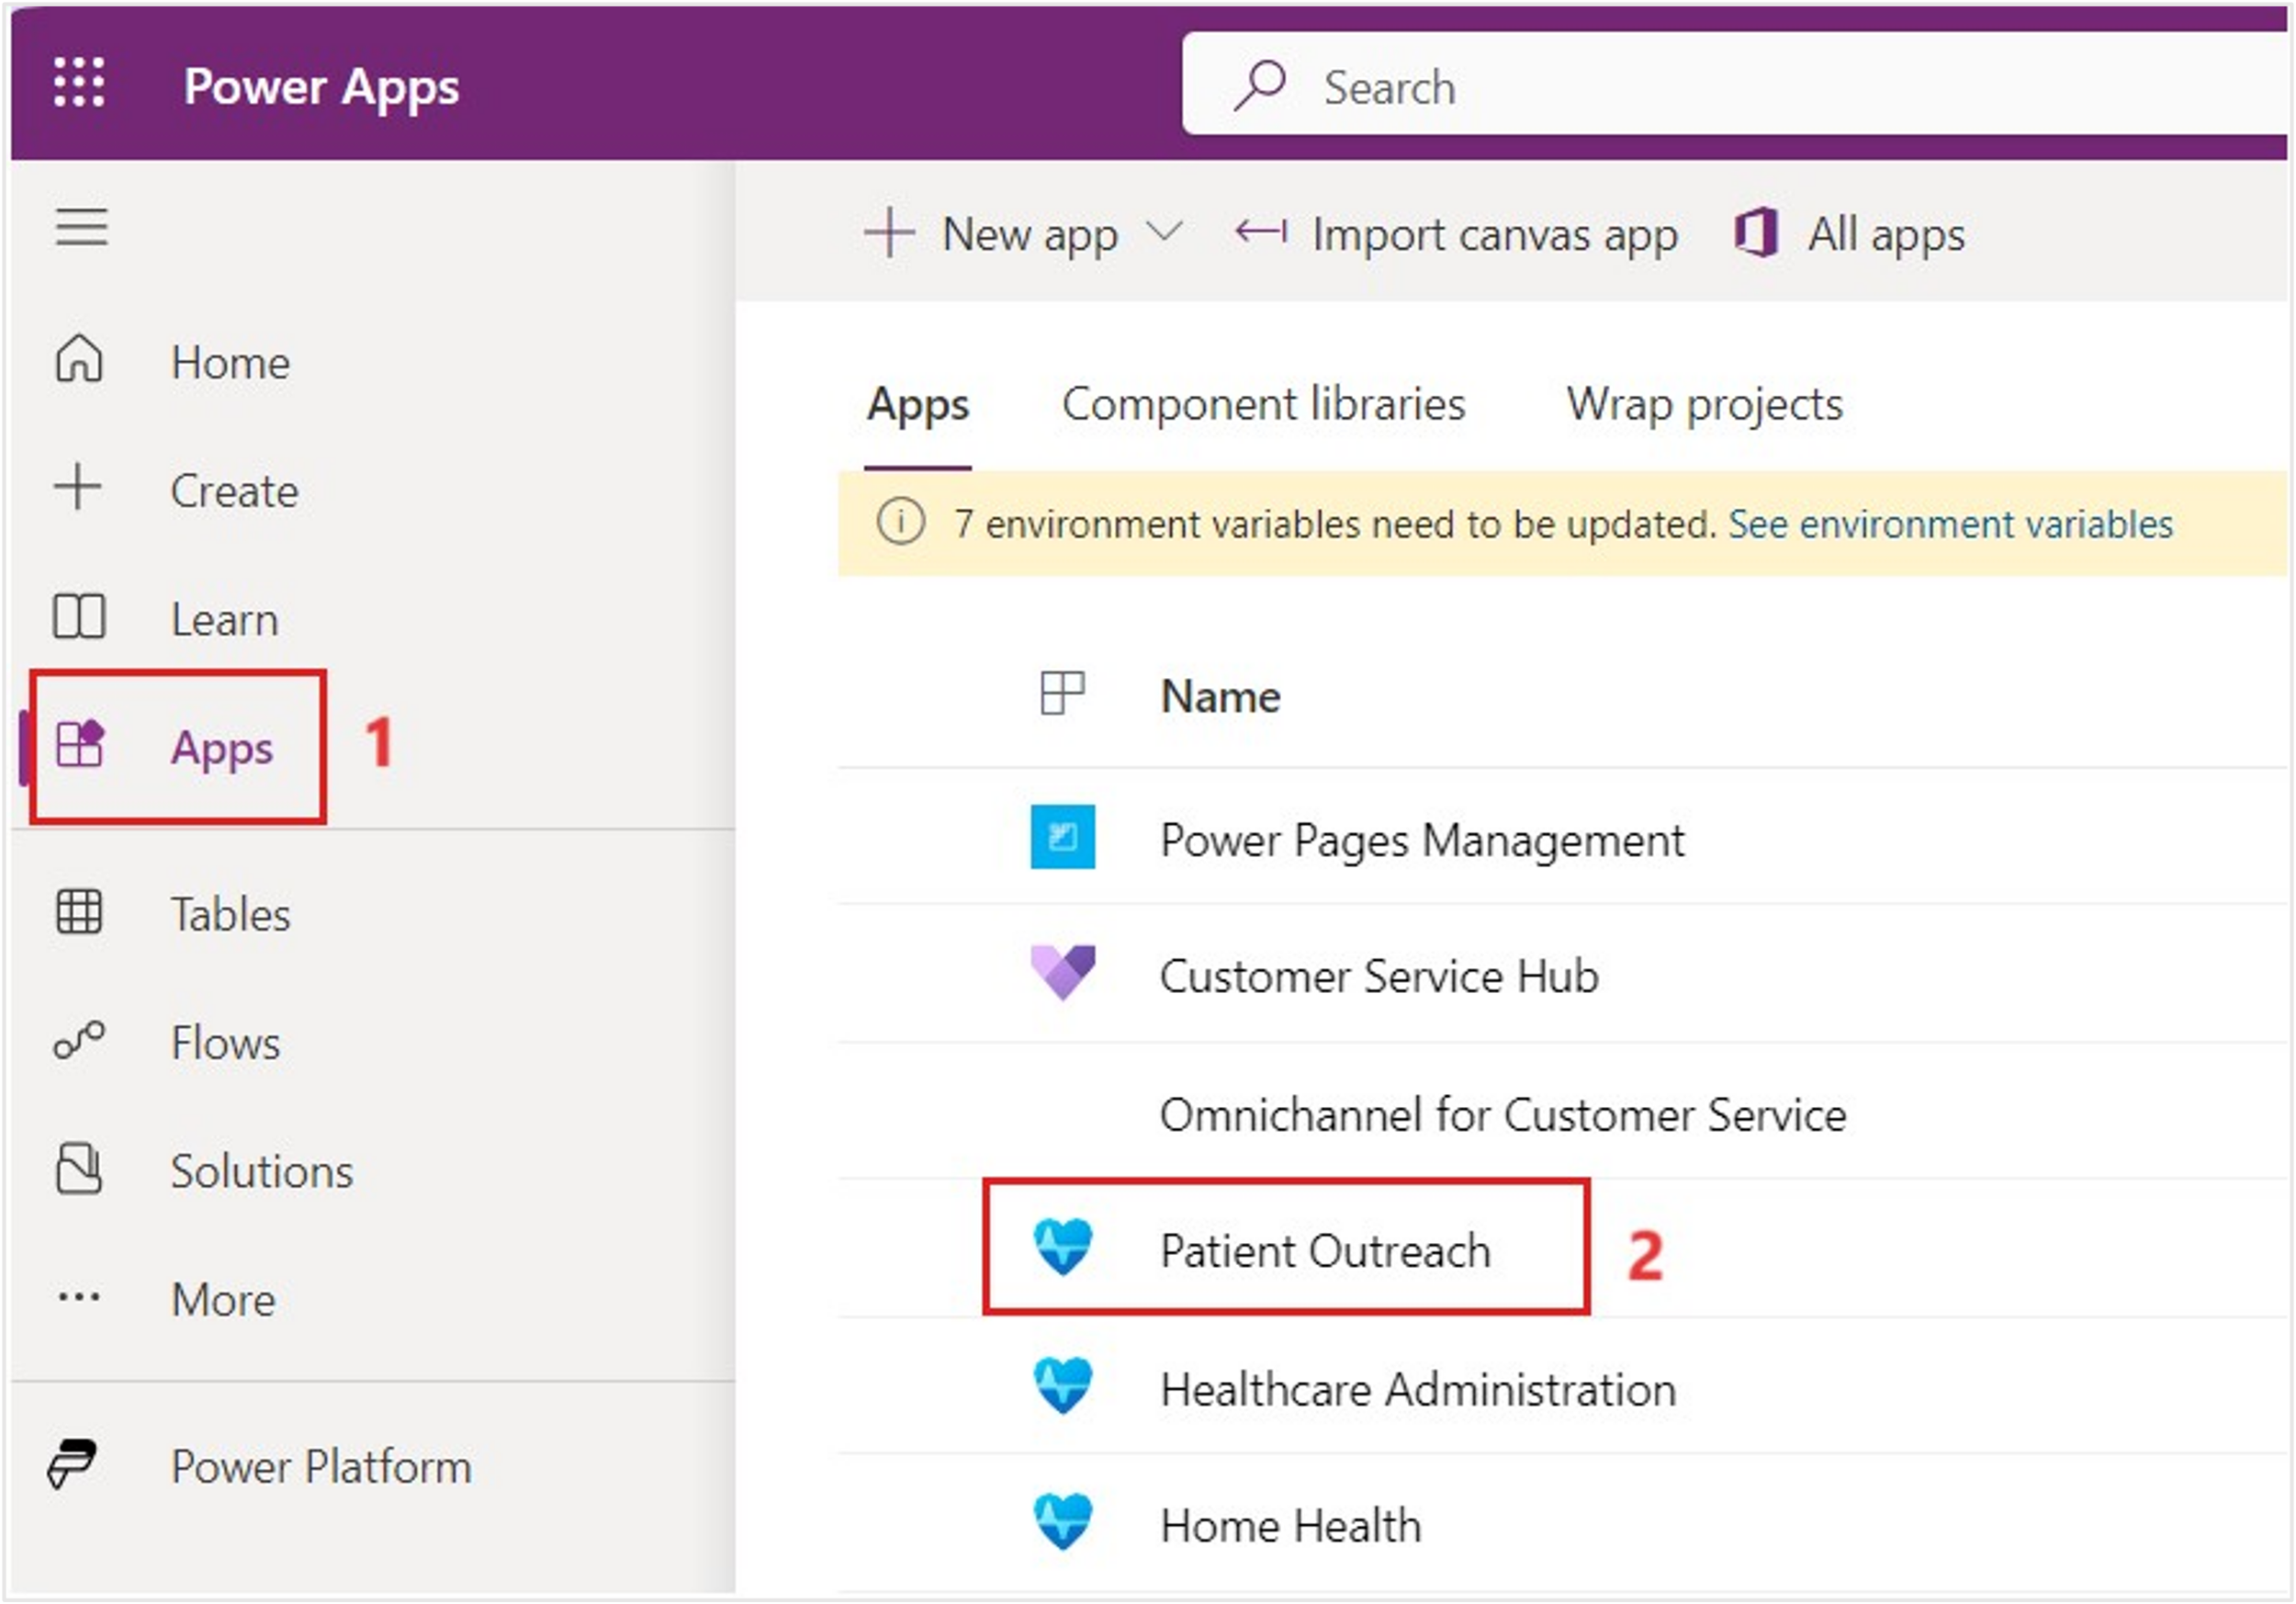 Power Apps
Search
New app
Import canvas app
All apps
Home
Create
Learn
Apps
1
Tables
Flows
Solutions
More
Power Platform
Apps
Component libraries
Wrap projects
7 environment variables need to be updated. See environment variables
Name
Power Pages Management
Customer Service Hub
Omnichannel for Customer Service
Patient Outreach
2
Healthcare Administration
Home Health